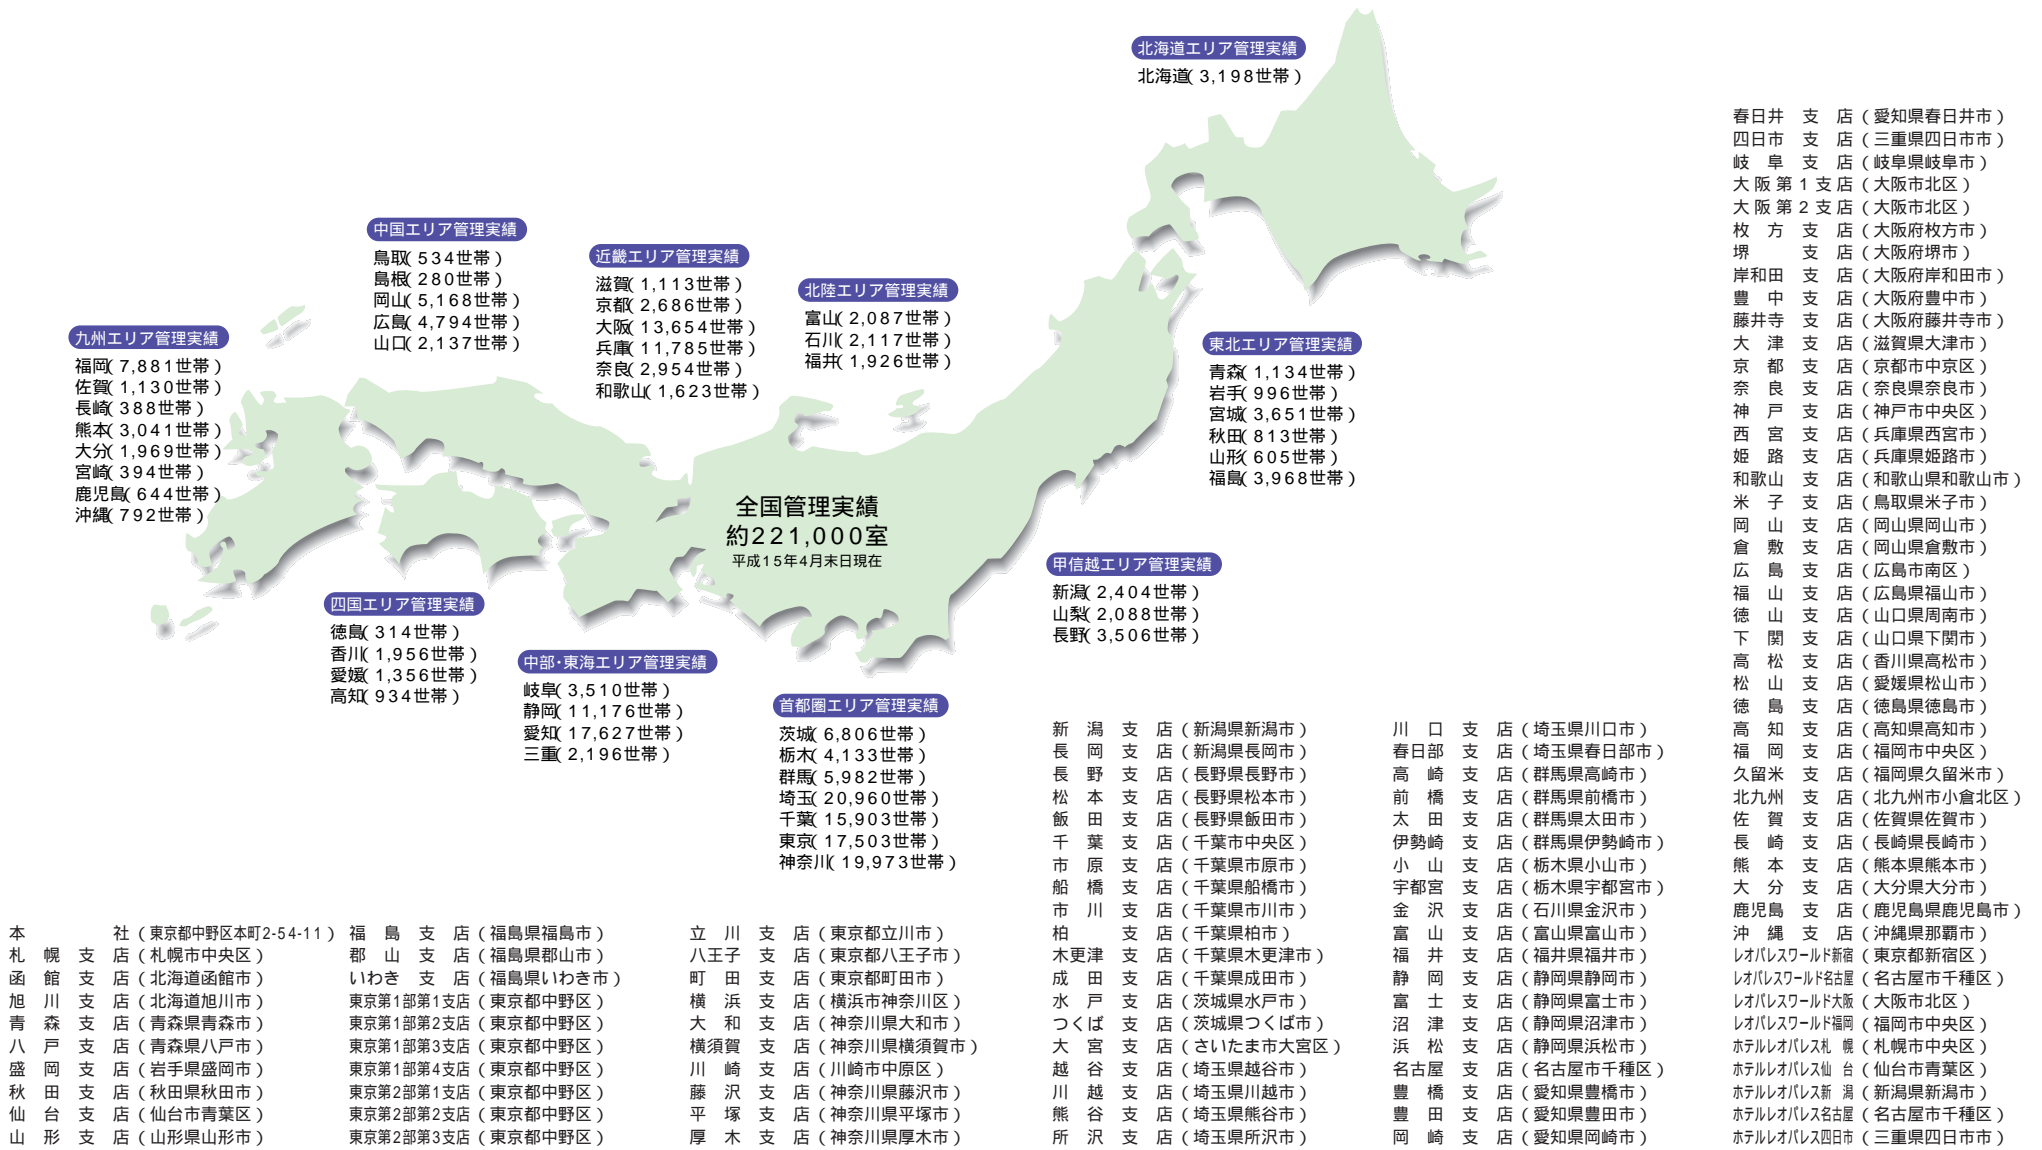 北海道エリア管理実績
北海道(3,198世帯)
中国エリア管理実績
鳥取(534世帯)
島根(280世帯)
岡山(5,168世帯)
広島(4,794世帯)
山口(2,137世帯)
近畿エリア管理実績
滋賀(1,113世帯)
京都(2,686世帯)
大阪(13,654世帯)
兵庫(11,785世帯)
奈良(2,954世帯)
和歌山(1,623世帯)
北陸エリア管理実績
富山(2,087世帯)
石川(2,117世帯)
福井(1,926世帯)
九州エリア管理実績
福岡(7,881世帯)
佐賀(1,130世帯)
長崎(388世帯)
熊本(3,041世帯)
大分(1,969世帯)
宮崎(394世帯)
鹿児島(644世帯)
沖縄(792世帯)
東北エリア管理実績
青森(1,134世帯)
岩手(996世帯)
宮城(3,651世帯)
秋田(813世帯)
山形(605世帯)
福島(3,968世帯)
全国管理実績
約221,000室
平成15年4月末日現在
甲信越エリア管理実績
新潟(2,404世帯)
山梨(2,088世帯)
長野(3,506世帯)
四国エリア管理実績
徳島(314世帯)
香川(1,956世帯)
愛媛(1,356世帯)
高知(934世帯)
中部・東海エリア管理実績
岐阜(3,510世帯)
静岡(11,176世帯)
愛知(17,627世帯)
三重(2,196世帯)
首都圏エリア管理実績
茨城(6,806世帯)
栃木(4,133世帯)
群馬(5,982世帯)
埼玉(20,960世帯)
千葉(15,903世帯)
東京(17,503世帯)
神奈川(19,973世帯)
本社(東京都中野区本町2-54-11)
札幌支店(札幌市中央区)
函館支店(北海道函館市)
旭川支店(北海道旭川市)
青森支店(青森県青森市)
八戸支店(青森県八戸市)
盛岡支店(岩手県盛岡市)
秋田支店(秋田県秋田市)
仙台支店(仙台市青葉区)
山形支店(山形県山形市)
福島支店(福島県福島市)
郡山支店(福島県郡山市)
いわき支店(福島県いわき市)
東京第1部第1支店(東京都中野区)
東京第1部第2支店(東京都中野区)
東京第1部第3支店(東京都中野区)
東京第1部第4支店(東京都中野区)
東京第2部第1支店(東京都中野区)
東京第2部第2支店(東京都中野区)
東京第2部第3支店(東京都中野区)
立川支店(東京都立川市)
八王子支店(東京都八王子市)
町田支店(東京都町田市)
横浜支店(横浜市神奈川区)
大和支店(神奈川県大和市)
横須賀支店(神奈川県横須賀市)
川崎支店(川崎市中原区)
藤沢支店(神奈川県藤沢市)
平塚支店(神奈川県平塚市)
厚木支店(神奈川県厚木市)
新潟支店(新潟県新潟市)
長岡支店(新潟県長岡市)
長野支店(長野県長野市)
松本支店(長野県松本市)
飯田支店(長野県飯田市)
千葉支店(千葉市中央区)
市原支店(千葉県市原市)
船橋支店(千葉県船橋市)
市川支店(千葉県市川市)
柏支店(千葉県柏市)
木更津支店(千葉県木更津市)
成田支店(千葉県成田市)
水戸支店(茨城県水戸市)
つくば支店(茨城県つくば市)
大宮支店(さいたま市大宮区)
越谷支店(埼玉県越谷市)
川越支店(埼玉県川越市)
熊谷支店(埼玉県熊谷市)
所沢支店(埼玉県所沢市)
川口支店(埼玉県川口市)
春日部支店(埼玉県春日部市)
高崎支店(群馬県高崎市)
前橋支店(群馬県前橋市)
太田支店(群馬県太田市)
伊勢崎支店(群馬県伊勢崎市)
小山支店(栃木県小山市)
宇都宮支店(栃木県宇都宮市)
金沢支店(石川県金沢市)
富山支店(富山県富山市)
福井支店(福井県福井市)
静岡支店(静岡県静岡市)
富士支店(静岡県富士市)
沼津支店(静岡県沼津市)
浜松支店(静岡県浜松市)
名古屋支店(名古屋市千種区)
豊橋支店(愛知県豊橋市)
豊田支店(愛知県豊田市)
岡崎支店(愛知県岡崎市)
春日井支店(愛知県春日井市)
四日市支店(三重県四日市市)
岐阜支店(岐阜県岐阜市)
大阪第1支店(大阪市北区)
大阪第2支店(大阪市北区)
枚方支店(大阪府枚方市)
堺支店(大阪府堺市)
岸和田支店(大阪府岸和田市)
豊中支店(大阪府豊中市)
藤井寺支店(大阪府藤井寺市)
大津支店(滋賀県大津市)
京都支店(京都市中京区)
奈良支店(奈良県奈良市)
神戸支店(神戸市中央区)
西宮支店(兵庫県西宮市)
姫路支店(兵庫県姫路市)
和歌山支店(和歌山県和歌山市)
米子支店(鳥取県米子市)
岡山支店(岡山県岡山市)
倉敷支店(岡山県倉敷市)
広島支店(広島市南区)
福山支店(広島県福山市)
徳山支店(山口県周南市)
下関支店(山口県下関市)
高松支店(香川県高松市)
松山支店(愛媛県松山市)
徳島支店(徳島県徳島市)
高知支店(高知県高知市)
福岡支店(福岡市中央区)
久留米支店(福岡県久留米市)
北九州支店(北九州市小倉北区)
佐賀支店(佐賀県佐賀市)
長崎支店(長崎県長崎市)
熊本支店(熊本県熊本市)
大分支店(大分県大分市)
鹿児島支店(鹿児島県鹿児島市)
沖縄支店(沖縄県那覇市)
レオパレスワールド新宿(東京都新宿区)
レオパレスワールド名古屋(名古屋市千種区)
レオパレスワールド大阪(大阪市北区)
レオパレスワールド福岡(福岡市中央区)
ホテルレオパレス札幌(札幌市中央区)
ホテルレオパレス仙台(仙台市青葉区)
ホテルレオパレス新潟(新潟県新潟市)
ホテルレオパレス名古屋(名古屋市千種区)
ホテルレオパレス四日市(三重県四日市市)